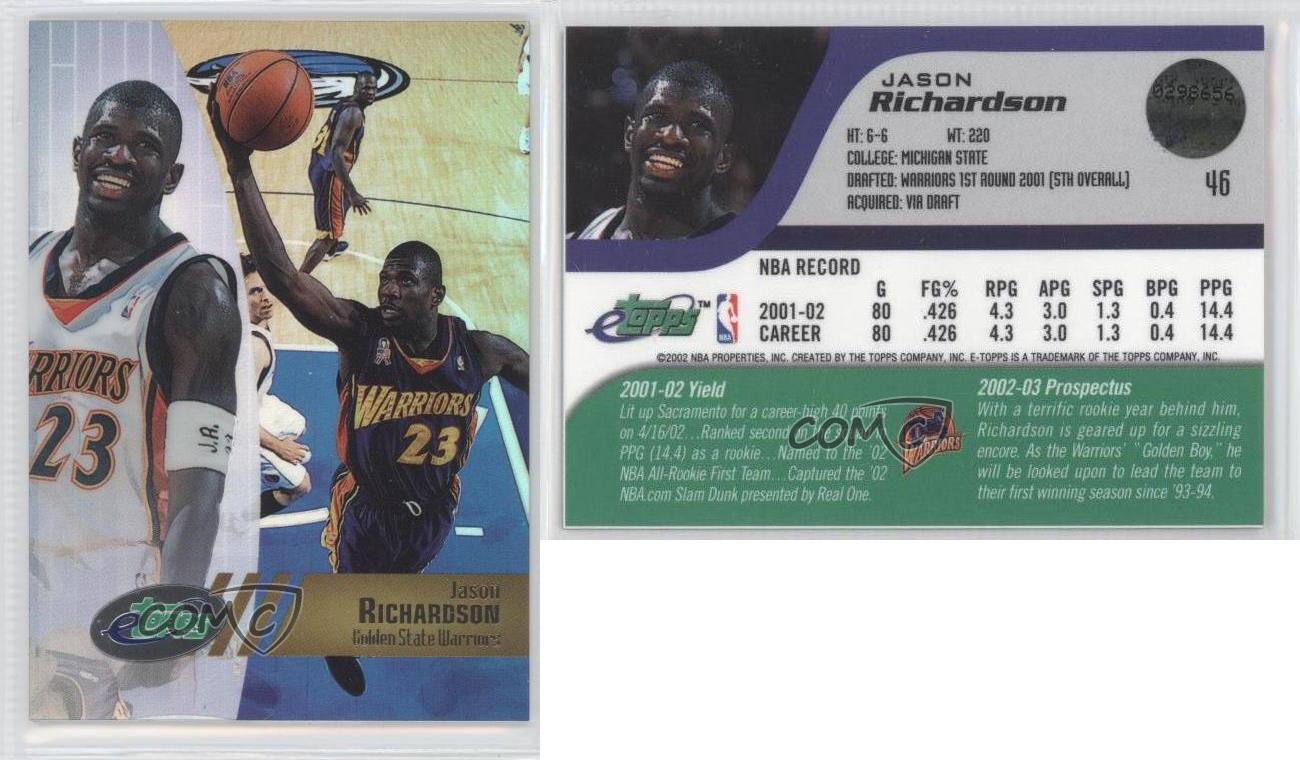 WARRIORS
23
J.R.
23
WARRIORS
23
etopps
COMC
Jason
RICHARDSON
Golden State Warriors
JASON
Richardson
0298656
HT: 6-6 WT: 220
COLLEGE: MICHIGAN STATE
DRAFTED: WARRIORS 1ST ROUND 2001 (5TH OVERALL)
ACQUIRED: VIA DRAFT
46
NBA RECORD
G FG% RPG APG SPG BPG PPG
2001-02 80 .426 4.3 3.0 1.3 0.4 14.4
CAREER 80 .426 4.3 3.0 1.3 0.4 14.4
etopps™
NBA
©2002 NBA PROPERTIES, INC. CREATED BY THE TOPPS COMPANY, INC. E-TOPPS IS A TRADEMARK OF THE TOPPS COMPANY, INC.
2001-02 Yield
Lit up Sacramento for a career-high 40 points
on 4/16/02...Ranked second in
PPG (14.4) as a rookie...Named to the '02
NBA All-Rookie First Team...Captured the '02
NBA.com Slam Dunk presented by Real One.
COMC
WARRIORS
2002-03 Prospectus
With a terrific rookie year behind him,
Richardson is geared up for a sizzling
encore. As the Warriors' "Golden Boy," he
will be looked upon to lead the team to
their first winning season since '93-94.